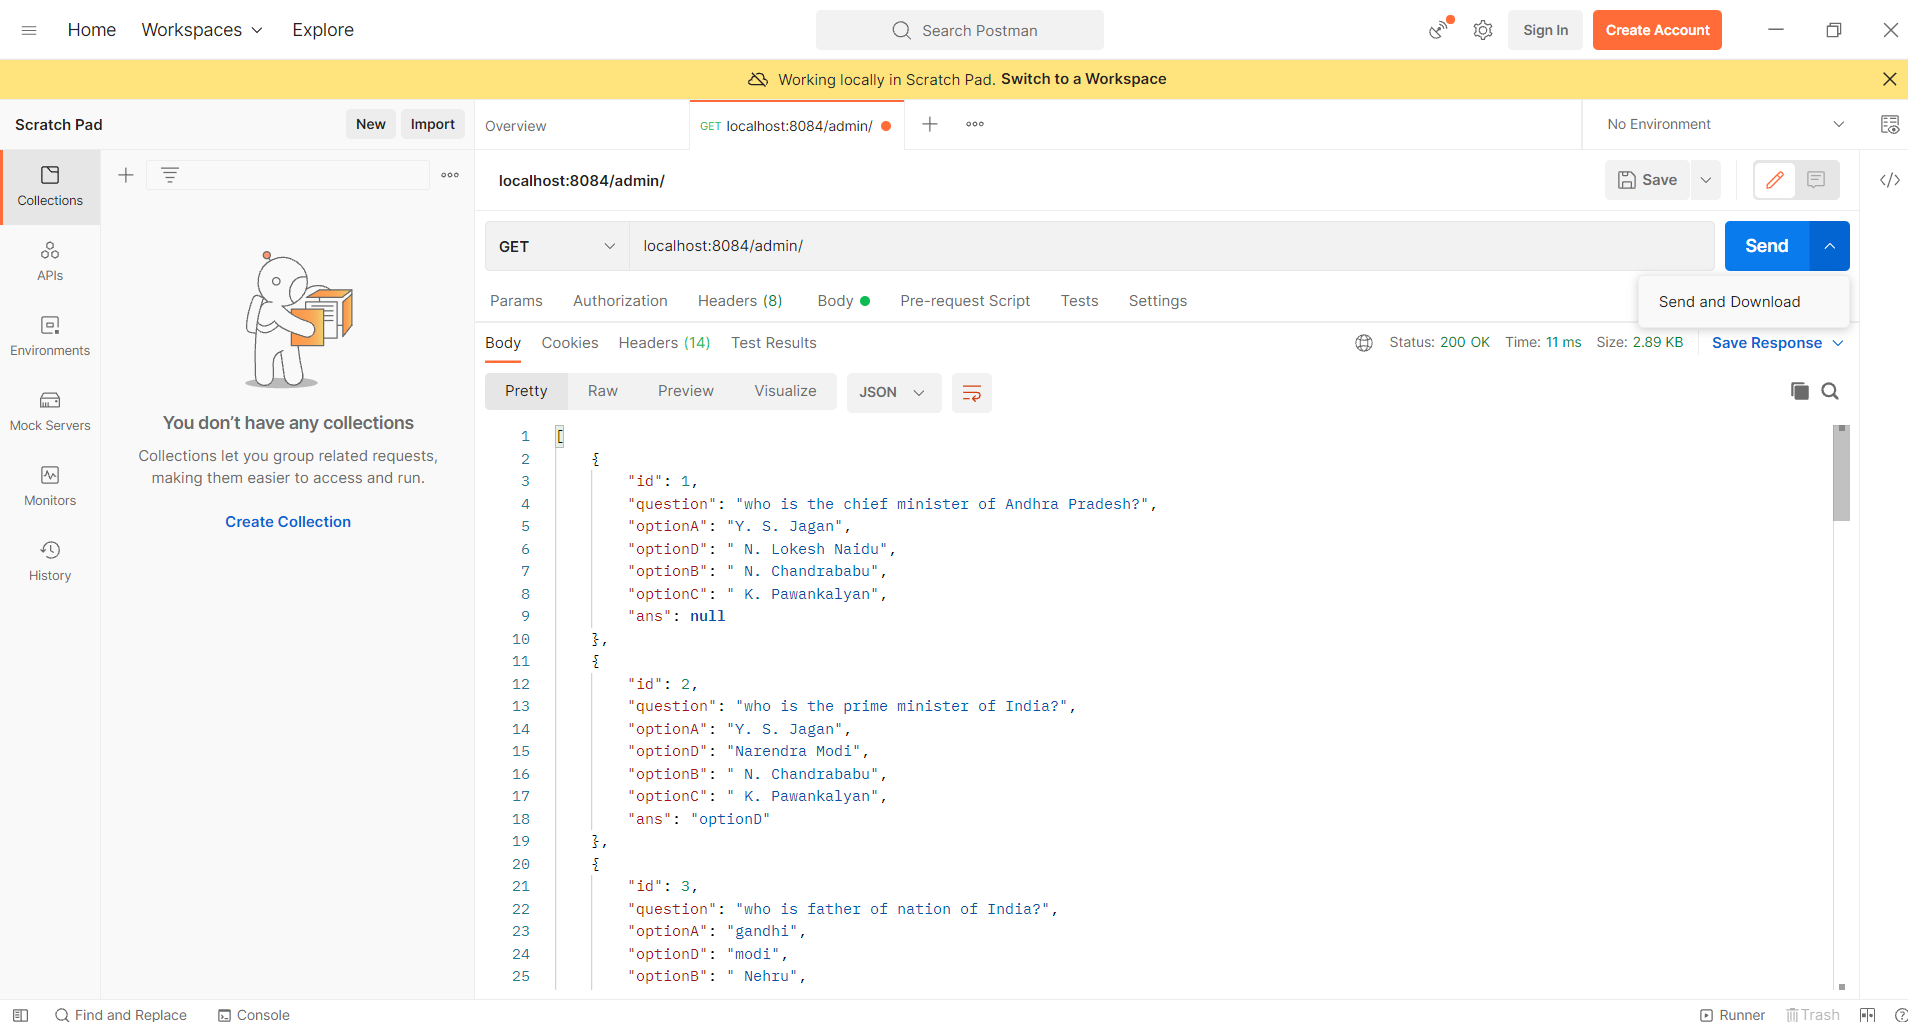 Home Workspaces Explore Search Postman Sign In Create Account
Working locally in Scratch Pad. Switch to a Workspace
Scratch Pad New Import Overview GET localhost:8084/admin/ No Environment
Collections
APIs
Environments
Mock Servers
Monitors
History
You don’t have any collections
Collections let you group related requests,
making them easier to access and run.
Create Collection
localhost:8084/admin/ Save
GET localhost:8084/admin/ Send
Send and Download
Params Authorization Headers (8) Body Pre-request Script Tests Settings
Body Cookies Headers (14) Test Results Status: 200 OK Time: 11 ms Size: 2.89 KB Save Response
Pretty Raw Preview Visualize JSON
1 [
2 {
3 "id": 1,
4 "question": "who is the chief minister of Andhra Pradesh?",
5 "optionA": "Y. S. Jagan",
6 "optionD": " N. Lokesh Naidu",
7 "optionB": " N. Chandrababu",
8 "optionC": " K. Pawankalyan",
9 "ans": null
10 },
11 {
12 "id": 2,
13 "question": "who is the prime minister of India?",
14 "optionA": "Y. S. Jagan",
15 "optionD": "Narendra Modi",
16 "optionB": " N. Chandrababu",
17 "optionC": " K. Pawankalyan",
18 "ans": "optionD"
19 },
20 {
21 "id": 3,
22 "question": "who is father of nation of India?",
23 "optionA": "gandhi",
24 "optionD": "modi",
25 "optionB": " Nehru",
Find and Replace Console Runner Trash